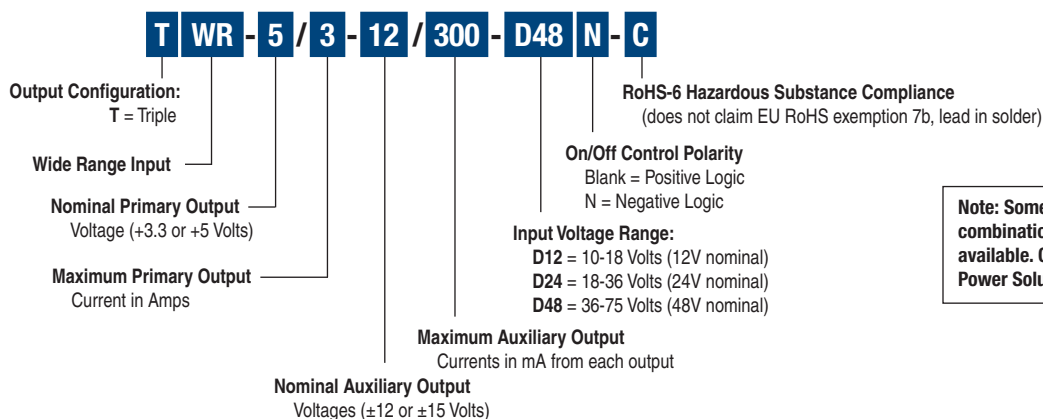 T WR - 5 / 3 - 12 / 300 - D48 N - C
Output Configuration:
T = Triple
Wide Range Input
Nominal Primary Output
Voltage (+3.3 or +5 Volts)
Maximum Primary Output
Current in Amps
Nominal Auxiliary Output
Voltages (±12 or ±15 Volts)
Maximum Auxiliary Output
Currents in mA from each output
Input Voltage Range:
D12 = 10-18 Volts (12V nominal)
D24 = 18-36 Volts (24V nominal)
D48 = 36-75 Volts (48V nominal)
On/Off Control Polarity
Blank = Positive Logic
N = Negative Logic
RoHS-6 Hazardous Substance Compliance
(does not claim EU RoHS exemption 7b, lead in solder)
Note: Some
combinatio
available.
Power Solu